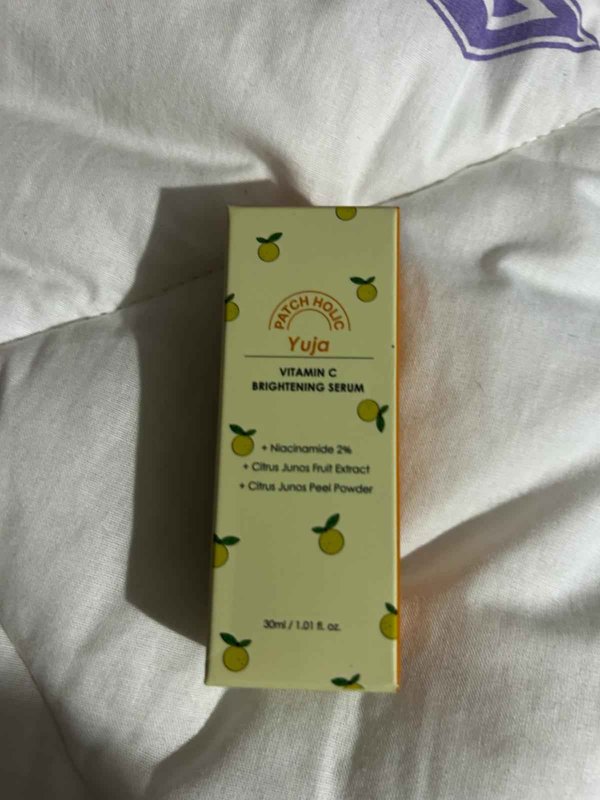 PATCH HOLIC
Yuja
VITAMIN C
BRIGHTENING SERUM
+ Niacinamide 2%
+ Citrus Junos Fruit Extract
+ Citrus Junos Peel Powder
30ml / 1.01 fl. oz.